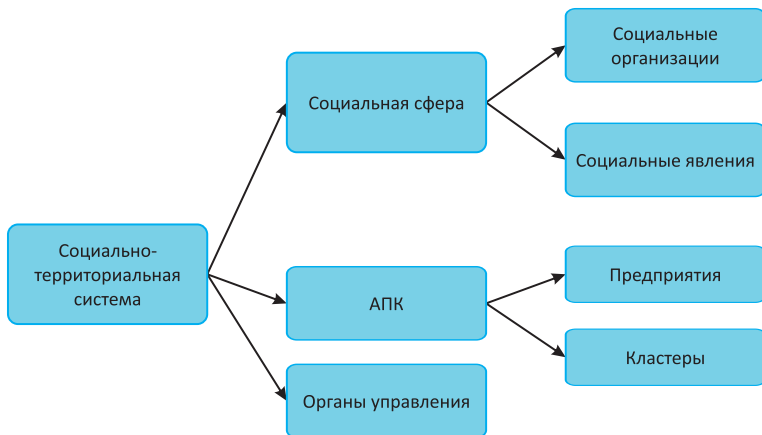 Социально-
территориальная
система
Социальная сфера
Социальные
организации
Социальные явления
АПК
Предприятия
Кластеры
Органы управления